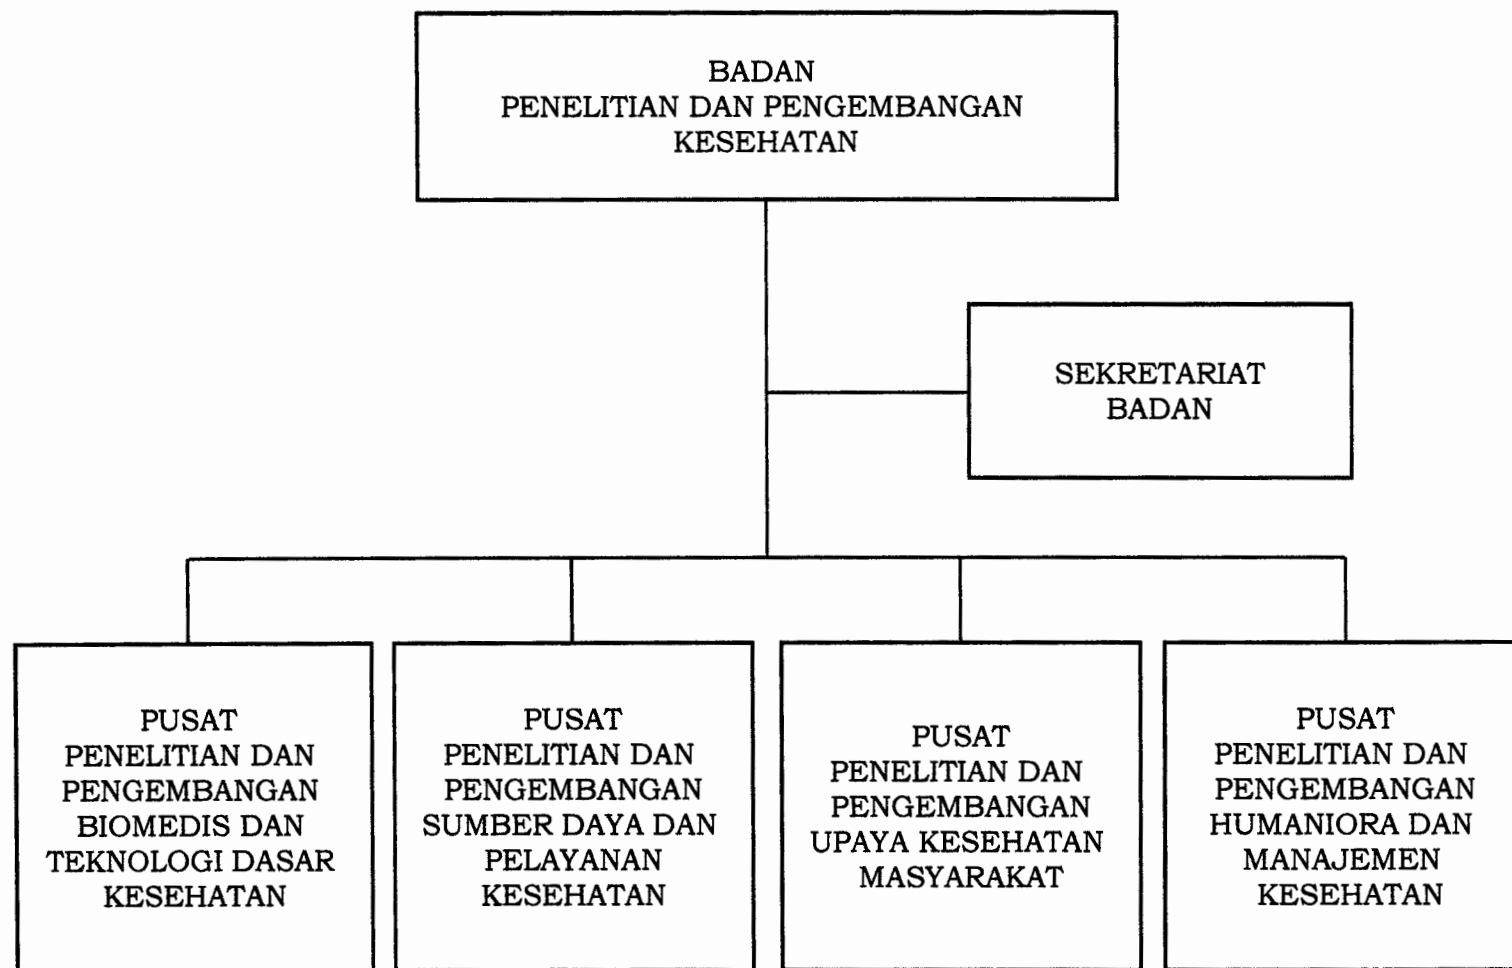 BADAN
PENELITIAN DAN PENGEMBANGAN
KESEHATAN
SEKRETARIAT
BADAN
PUSAT
PENELITIAN DAN
PENGEMBANGAN
BIOMEDIS DAN
TEKNOLOGI DASAR
KESEHATAN
PUSAT
PENELITIAN DAN
PENGEMBANGAN
SUMBER DAYA DAN
PELAYANAN
KESEHATAN
PUSAT
PENELITIAN DAN
PENGEMBANGAN
UPAYA KESEHATAN
MASYARAKAT
PUSAT
PENELITIAN DAN
PENGEMBANGAN
HUMANIORA DAN
MANAJEMEN
KESEHATAN